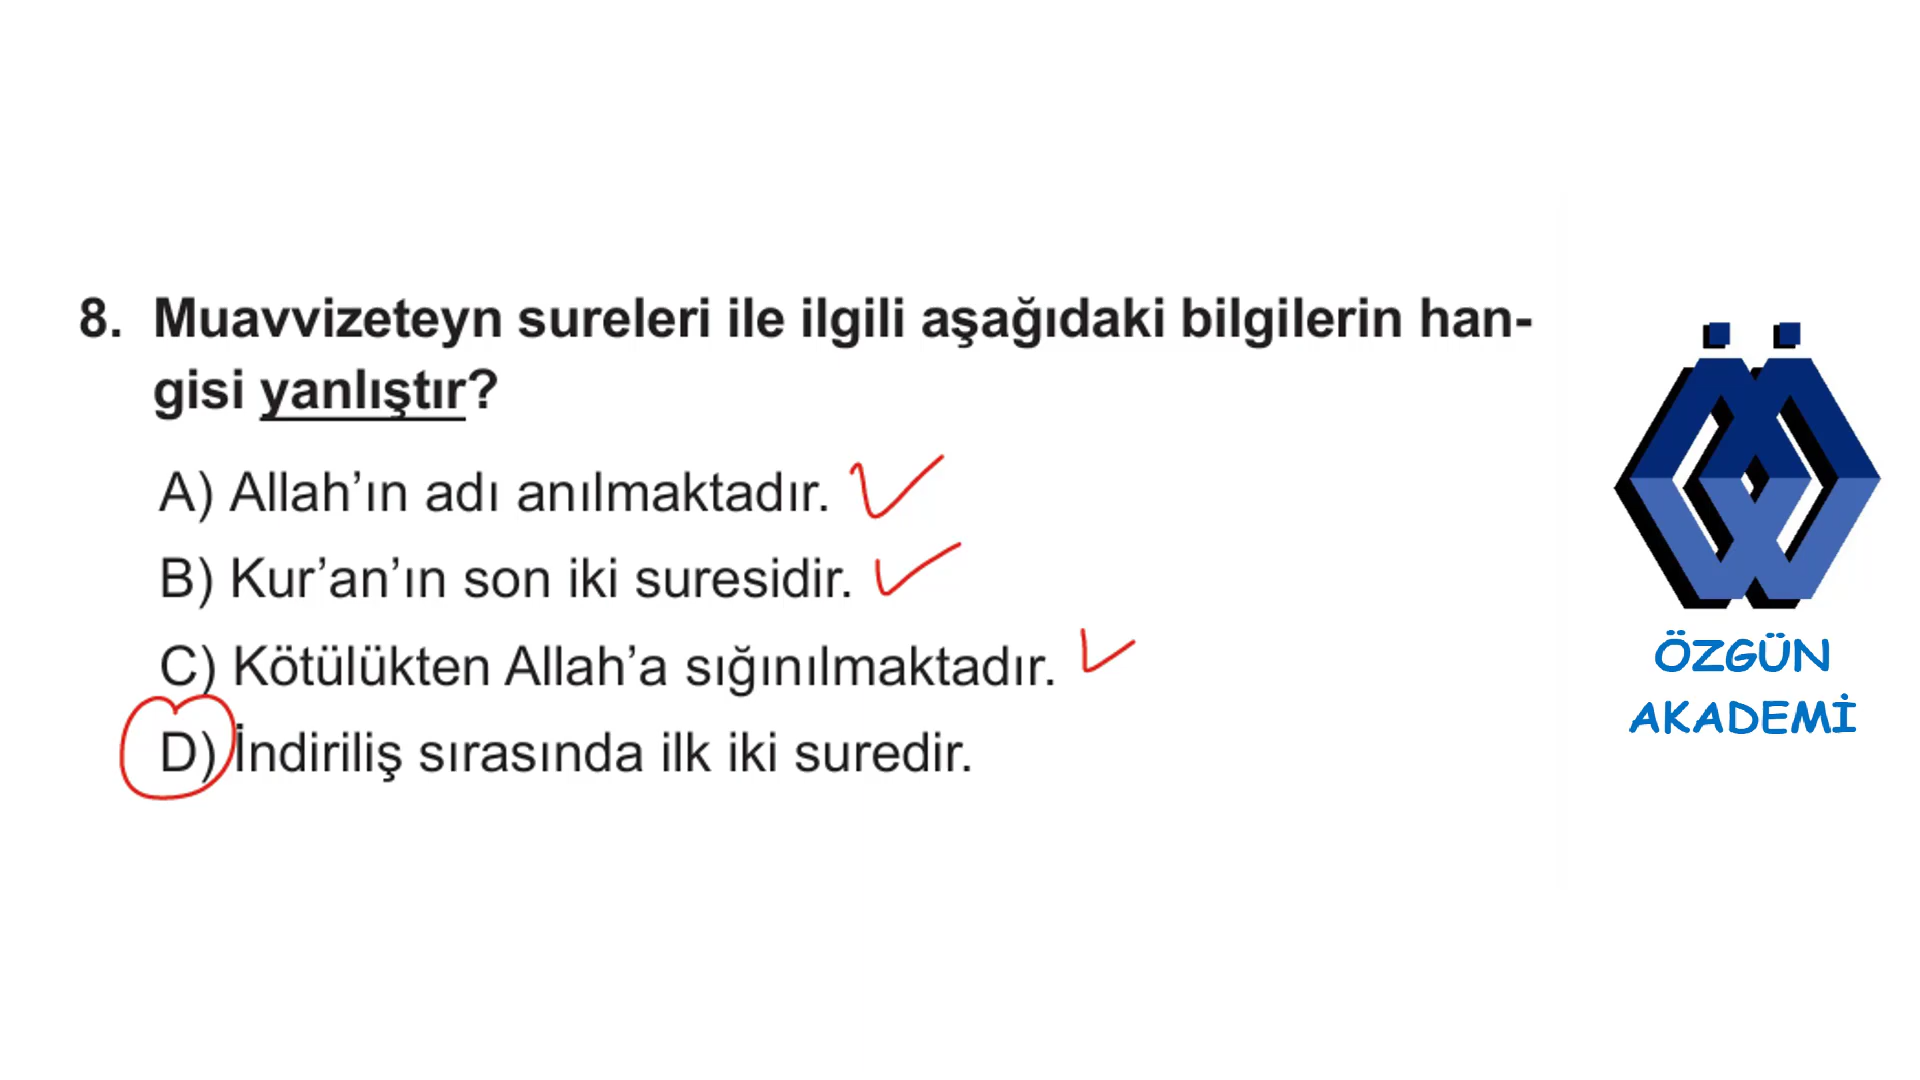 8. Muavvizeteyn sureleri ile ilgili aşağıdaki bilgilerin han-
gisi yanlıştır?
A) Allah’ın adı anılmaktadır.
B) Kur’an’ın son iki suresidir.
C) Kötülükten Allah’a sığınılmaktadır.
D) İndiriliş sırasında ilk iki suredir.
ÖZGÜN
AKADEMİ